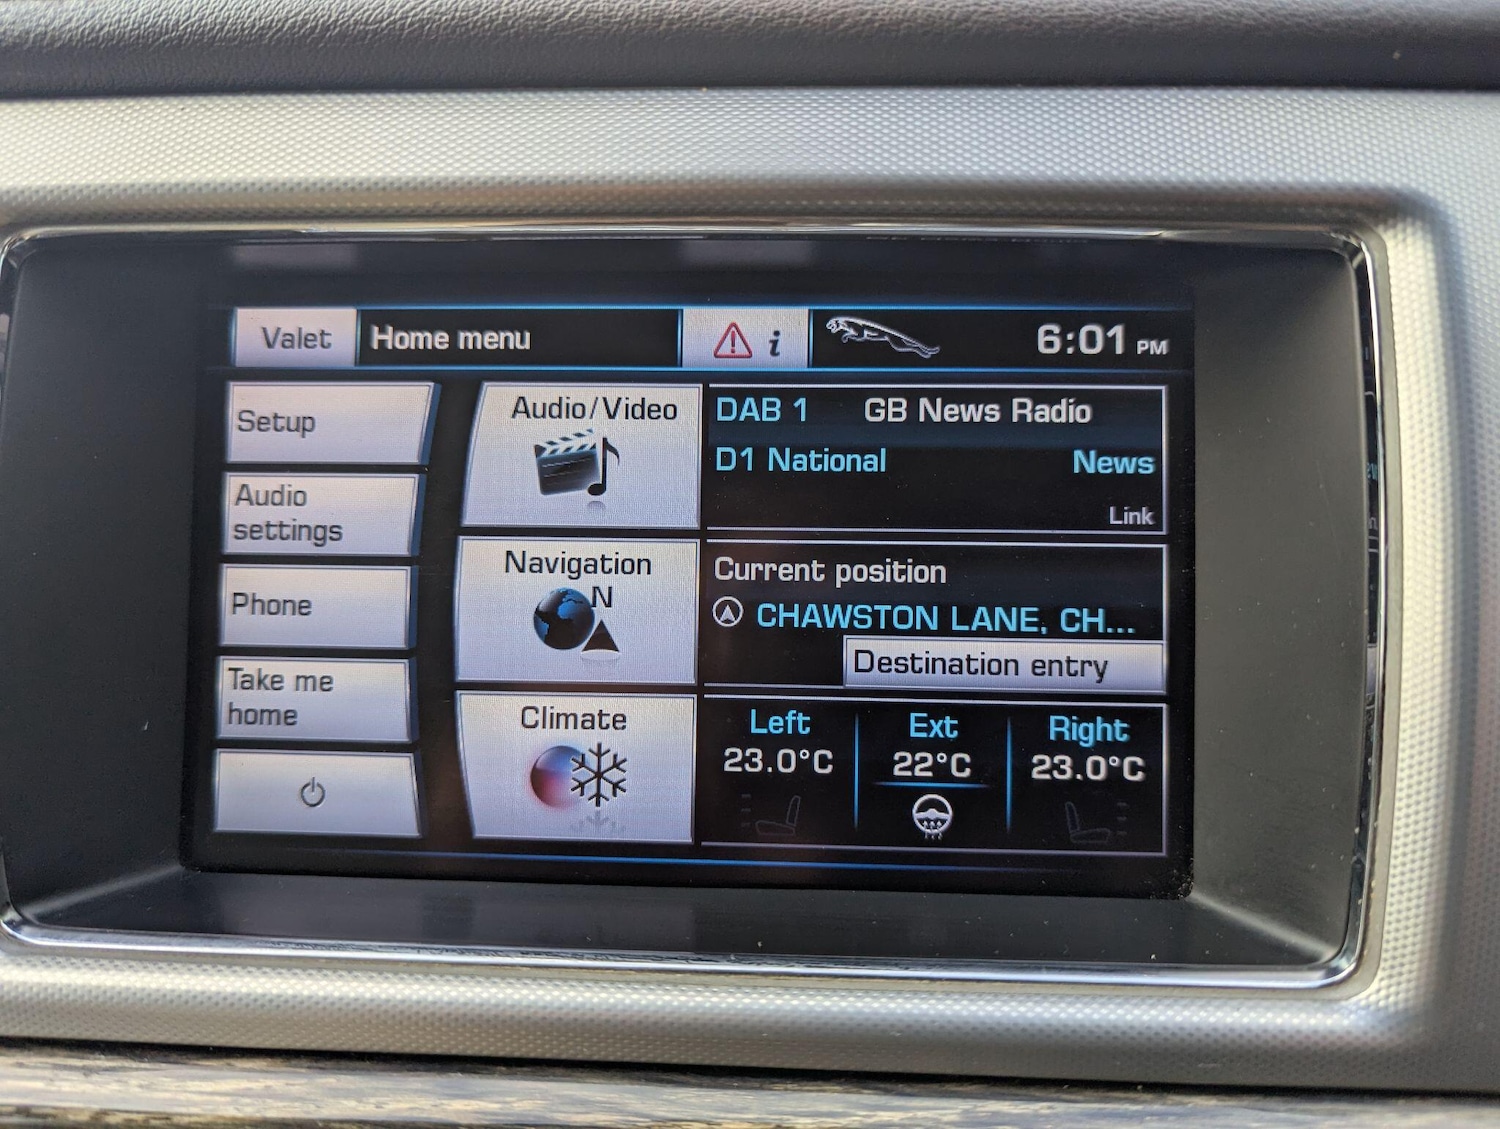 Valet
Home menu
i
6:01 PM
Setup
Audio
settings
Phone
Take me
home
Audio/Video
DAB 1 GB News Radio
D1 National News
Link
Navigation
N
Current position
CHAWSTON LANE, CH...
Destination entry
Climate
Left Ext Right
23.0°C 22°C 23.0°C